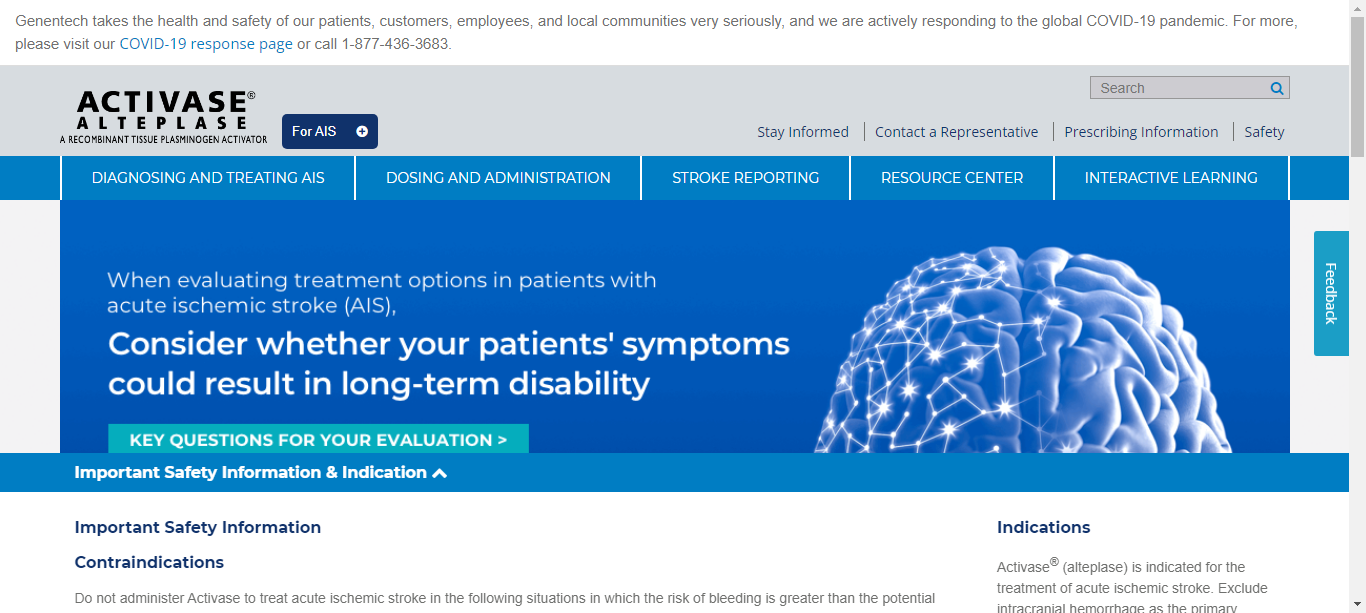 Genentech takes the health and safety of our patients, customers, employees, and local communities very seriously, and we are actively responding to the global COVID-19 pandemic. For more,
please visit our COVID-19 response page or call 1-877-436-3683.
Search
ACTIVASE®
ALTEPLASE
A RECOMBINANT TISSUE PLASMINOGEN ACTIVATOR
For AIS
Stay Informed
Contact a Representative
Prescribing Information
Safety
DIAGNOSING AND TREATING AIS
DOSING AND ADMINISTRATION
STROKE REPORTING
RESOURCE CENTER
INTERACTIVE LEARNING
When evaluating treatment options in patients with
acute ischemic stroke (AIS),
Consider whether your patients' symptoms
could result in long-term disability
KEY QUESTIONS FOR YOUR EVALUATION >
Feedback
Important Safety Information & Indication
Important Safety Information
Contraindications
Do not administer Activase to treat acute ischemic stroke in the following situations in which the risk of bleeding is greater than the potential
Indications
Activase® (alteplase) is indicated for the
treatment of acute ischemic stroke. Exclude
intracranial hemorrhage as the primary